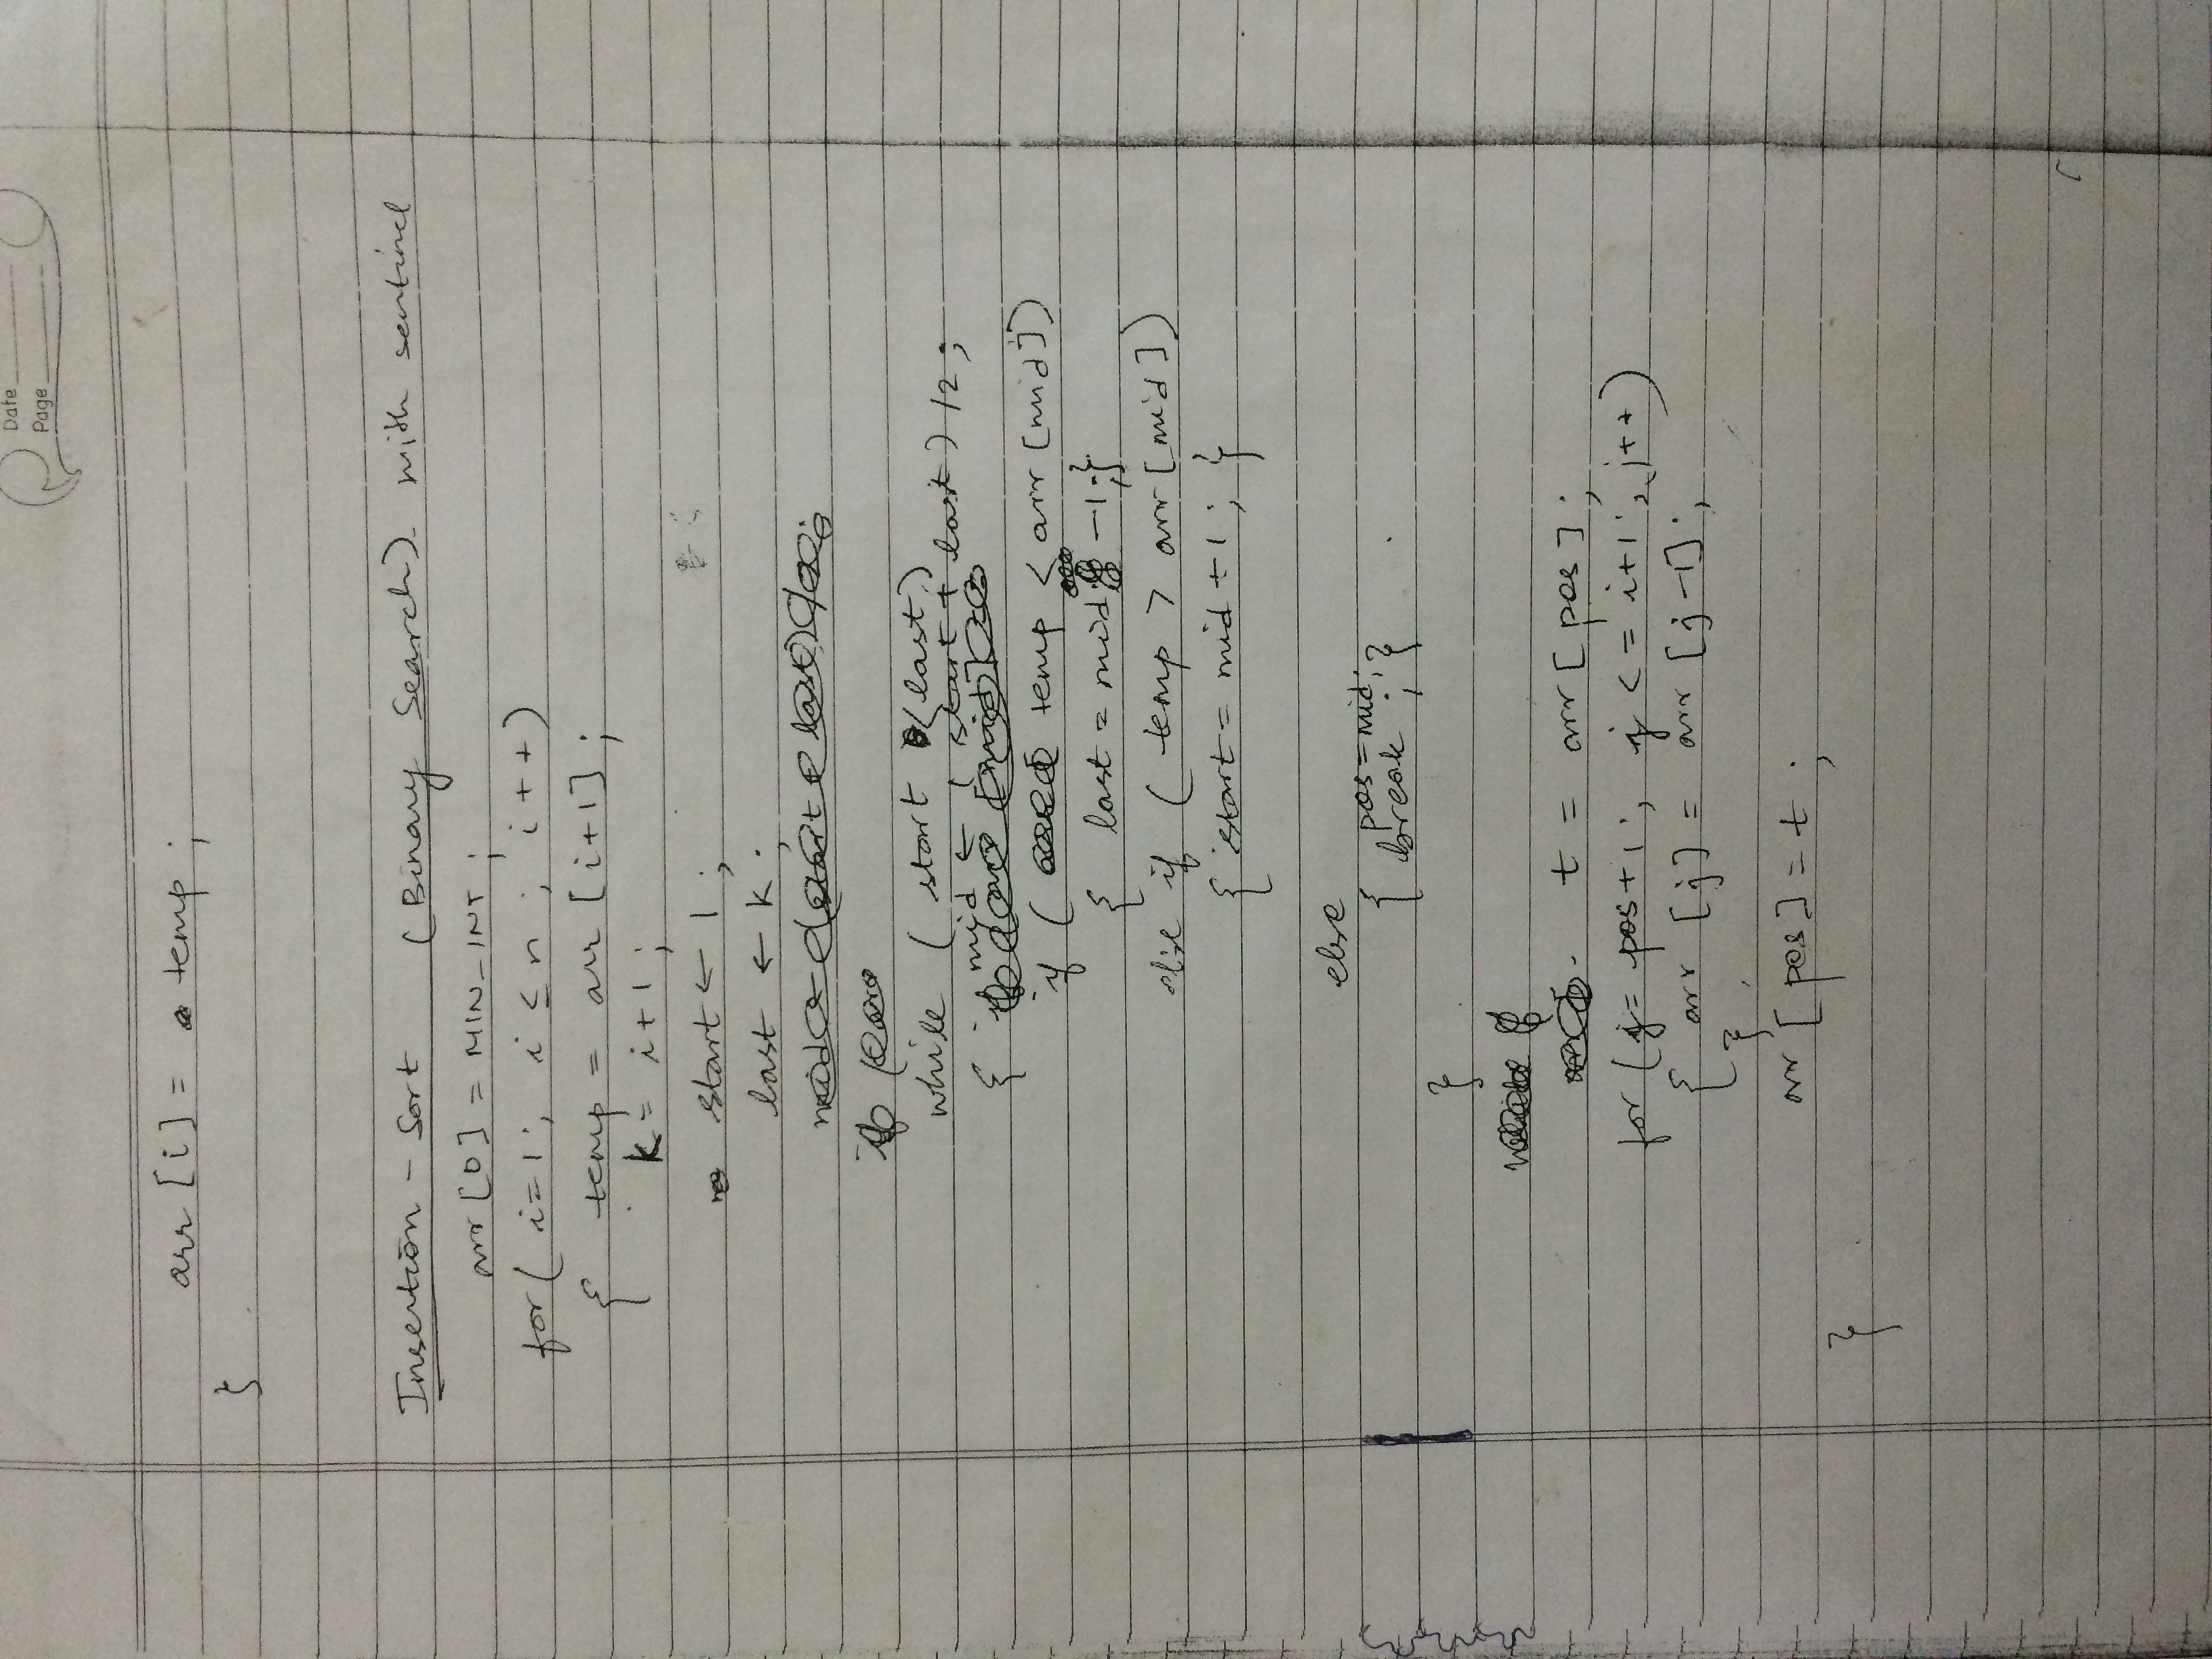 Date
Page
arr [i] = temp ;
}
Insertion - Sort (Binary Search) with sentinel
arr [0] = MIN_INT ;
for ( i=1 ; i ≤ n ; i++)
{ temp = arr [i+1] ;
k = i+1 ;
start ← 1 ;
last ← k ;
while ( start < last )
mid ← ( start + last ) /2 ;
{
if ( temp < arr [mid] )
{ last = mid -1 ; }
else if ( temp > arr [mid] )
{ start = mid +1 ; }
else
{ pos = mid ;
break ; }
}
t = arr [ pos ] ;
for ( j = pos+1 ; j <= i+1 ; j++)
{ arr [j] = arr [j-1] ;
}
arr [ pos ] = t ;
}